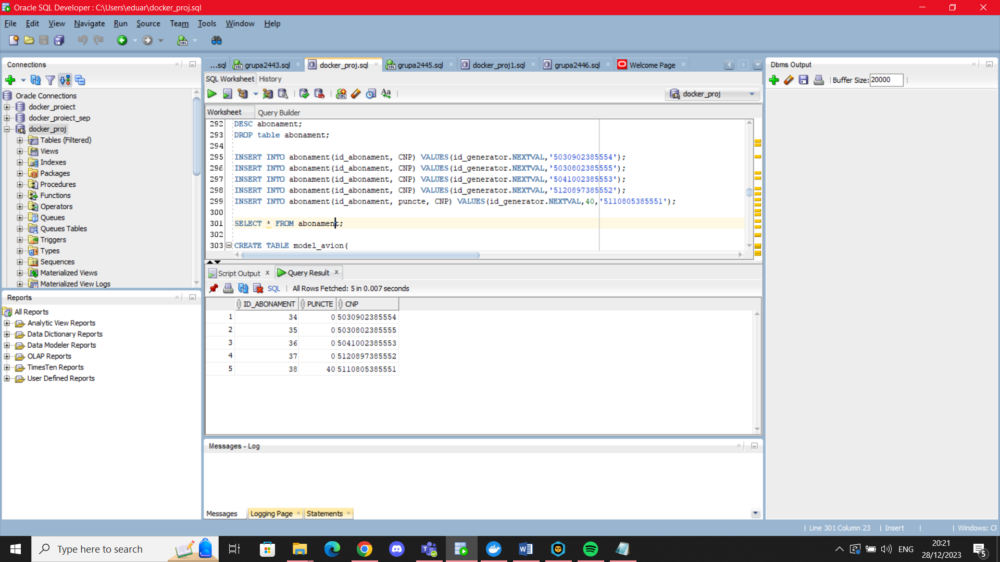 Oracle SQL Developer : C:\Users\eduar\docker_proj.sql
File Edit View Navigate Run Source Team Tools Window Help
Connections
Oracle Connections
docker_proiect
docker_proiect_sep
docker_proj
Tables (Filtered)
Views
Indexes
Packages
Procedures
Functions
Operators
Queues
Queues Tables
Triggers
Types
Sequences
Materialized Views
Materialized View Logs
Reports
All Reports
Analytic View Reports
Data Dictionary Reports
Data Modeler Reports
OLAP Reports
TimesTen Reports
User Defined Reports
...sql grupa2443.sql docker_proj.sql grupa2445.sql docker_proj1.sql grupa2446.sql Welcome Page
SQL Worksheet History
docker_proj
Worksheet Query Builder
292 DESC abonament;
293 DROP table abonament;
294
295 INSERT INTO abonament(id_abonament, CNP) VALUES(id_generator.NEXTVAL,'5030902385554');
296 INSERT INTO abonament(id_abonament, CNP) VALUES(id_generator.NEXTVAL,'5030802385555');
297 INSERT INTO abonament(id_abonament, CNP) VALUES(id_generator.NEXTVAL,'5041002385553');
298 INSERT INTO abonament(id_abonament, CNP) VALUES(id_generator.NEXTVAL,'5120897385552');
299 INSERT INTO abonament(id_abonament, puncte, CNP) VALUES(id_generator.NEXTVAL,40,'5110805385551');
300
301 SELECT * FROM abonament;
302
303 CREATE TABLE model_avion(
Script Output Query Result
SQL All Rows Fetched: 5 in 0.007 seconds
ID_ABONAMENT PUNCTE CNP
1 34 0 5030902385554
2 35 0 5030802385555
3 36 0 5041002385553
4 37 0 5120897385552
5 38 40 5110805385551
Messages - Log
Messages Logging Page Statements
Dbms Output
Buffer Size: 20000
Line 301 Column 23 Insert Windows: CF
Type here to search
ENG
20:21
28/12/2023
5